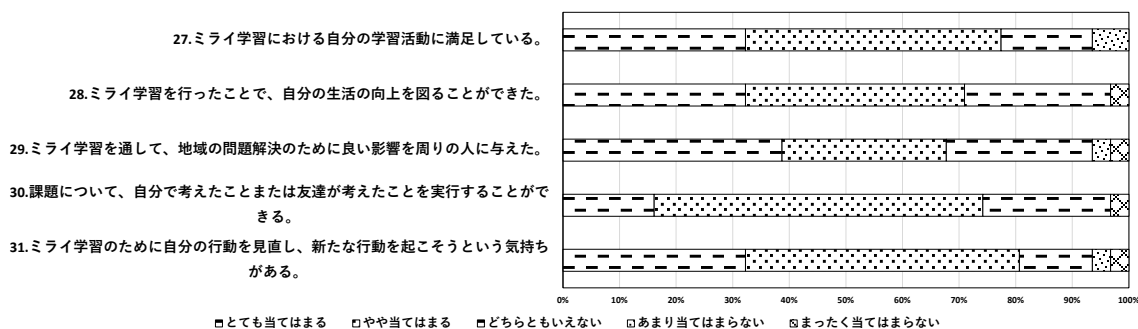 27.ミライ学習における自分の学習活動に満足している。
28.ミライ学習を行ったことで、自分の生活の向上を図ることができた。
29.ミライ学習を通して、地域の問題解決のために良い影響を周りの人に与えた。
30.課題について、自分で考えたことまたは友達が考えたことを実行することがで
きる。
31.ミライ学習のために自分の行動を見直し、新たな行動を起こそうという気持ち
がある。
0% 10% 20% 30% 40% 50% 60% 70% 80% 90% 100%
とても当てはまる やや当てはまる どちらともいえない あまり当てはまらない まったく当てはまらない